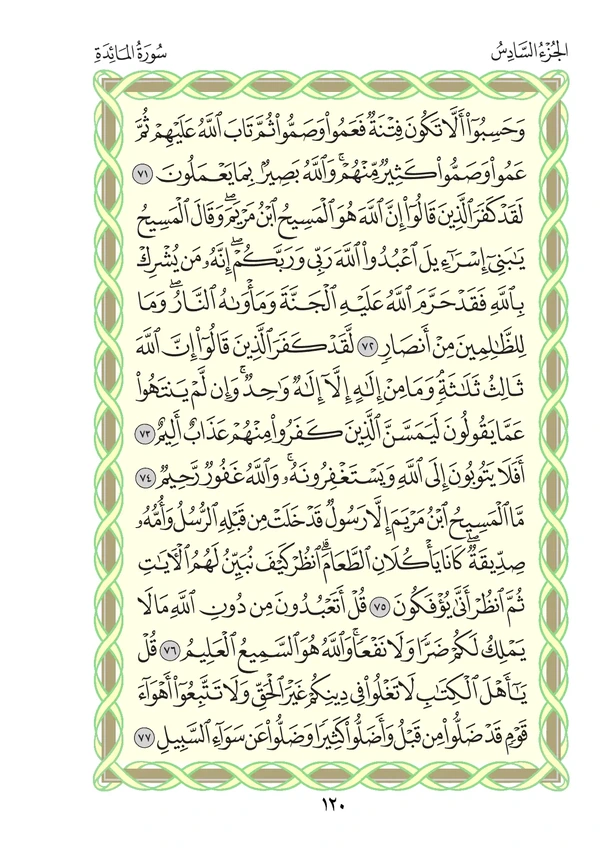 الجُزْءُ السَّادِسُ
سُورَةُ المَائِدَةِ
وَحَسِبُوٓاْ أَلَّا تَكُونَ فِتْنَةٌ فَعَمُواْ وَصَمُّواْ ثُمَّ تَابَ ٱللَّهُ عَلَيْهِمْ ثُمَّ
عَمُواْ وَصَمُّواْ كَثِيرٌ مِّنْهُمْۚ وَٱللَّهُ بَصِيرٌۢ بِمَا يَعْمَلُونَ ٧١
لَقَدْ كَفَرَ ٱلَّذِينَ قَالُوٓاْ إِنَّ ٱللَّهَ هُوَ ٱلْمَسِيحُ ٱبْنُ مَرْيَمَۖ وَقَالَ ٱلْمَسِيحُ
يَٰبَنِيٓ إِسْرَٰٓءِيلَ ٱعْبُدُواْ ٱللَّهَ رَبِّي وَرَبَّكُمْۖ إِنَّهُۥ مَن يُشْرِكْ
بِٱللَّهِ فَقَدْ حَرَّمَ ٱللَّهُ عَلَيْهِ ٱلْجَنَّةَ وَمَأْوَىٰهُ ٱلنَّارُۖ وَمَا
لِلظَّٰلِمِينَ مِنْ أَنصَارٍ ٧٢ لَّقَدْ كَفَرَ ٱلَّذِينَ قَالُوٓاْ إِنَّ ٱللَّهَ
ثَالِثُ ثَلَٰثَةٍۘ وَمَا مِنْ إِلَٰهٍ إِلَّآ إِلَٰهٌ وَٰحِدٌۚ وَإِن لَّمْ يَنتَهُواْ
عَمَّا يَقُولُونَ لَيَمَسَّنَّ ٱلَّذِينَ كَفَرُواْ مِنْهُمْ عَذَابٌ أَلِيمٌ ٧٣
أَفَلَا يَتُوبُونَ إِلَى ٱللَّهِ وَيَسْتَغْفِرُونَهُۥۚ وَٱللَّهُ غَفُورٌ رَّحِيمٌ ٧٤
مَّا ٱلْمَسِيحُ ٱبْنُ مَرْيَمَ إِلَّا رَسُولٌ قَدْ خَلَتْ مِن قَبْلِهِ ٱلرُّسُلُ وَأُمُّهُۥ
صِدِّيقَةٌۖ كَانَا يَأْكُلَانِ ٱلطَّعَامَۗ ٱنظُرْ كَيْفَ نُبَيِّنُ لَهُمُ ٱلْأٓيَٰتِ
ثُمَّ ٱنظُرْ أَنَّىٰ يُؤْفَكُونَ ٧٥ قُلْ أَتَعْبُدُونَ مِن دُونِ ٱللَّهِ مَا لَا
يَمْلِكُ لَكُمْ ضَرًّا وَلَا نَفْعًاۚ وَٱللَّهُ هُوَ ٱلسَّمِيعُ ٱلْعَلِيمُ ٧٦ قُلْ
يَٰٓأَهْلَ ٱلْكِتَٰبِ لَا تَغْلُواْ فِي دِينِكُمْ غَيْرَ ٱلْحَقِّ وَلَا تَتَّبِعُوٓاْ أَهْوَآءَ
قَوْمٍ قَدْ ضَلُّواْ مِن قَبْلُ وَأَضَلُّواْ كَثِيرًا وَضَلُّواْ عَن سَوَآءِ ٱلسَّبِيلِ ٧٧
١٢٠